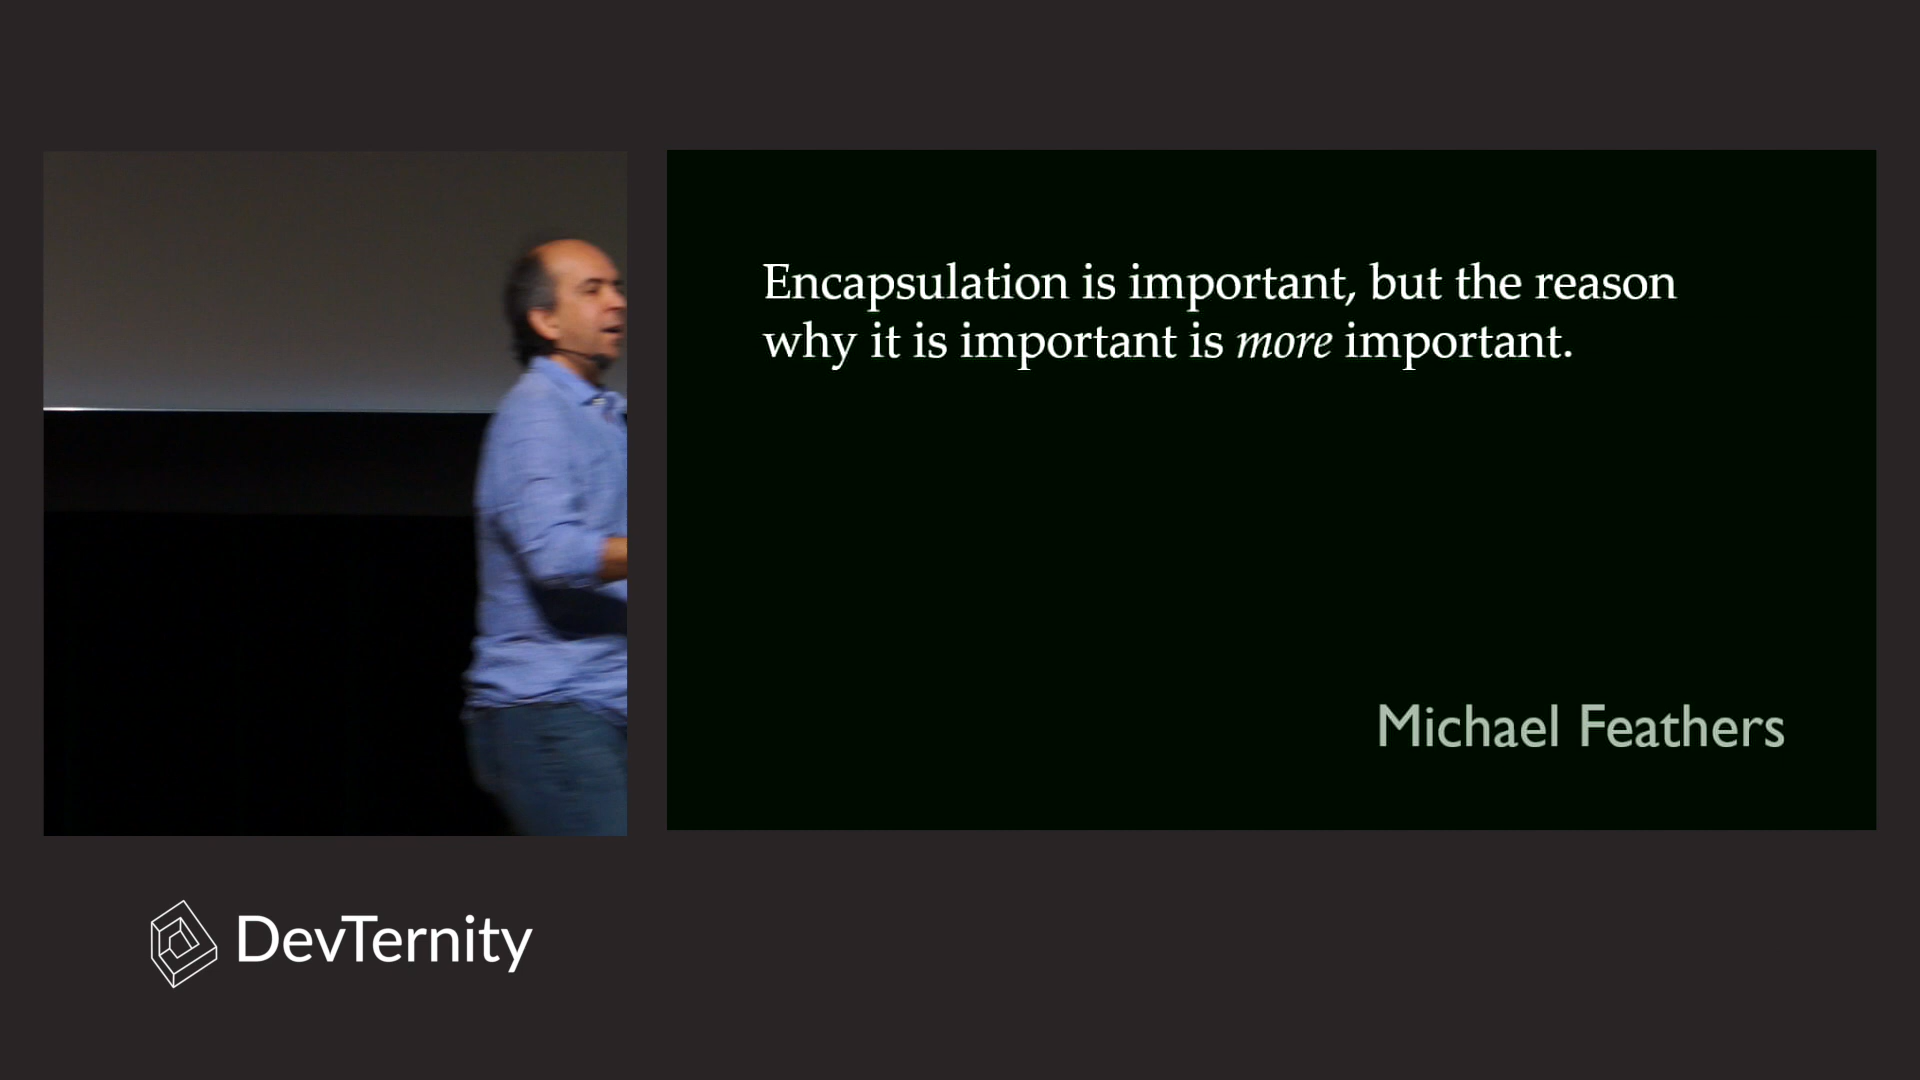 Encapsulation is important, but the reason
why it is important is more important.
Michael Feathers
DevTernity